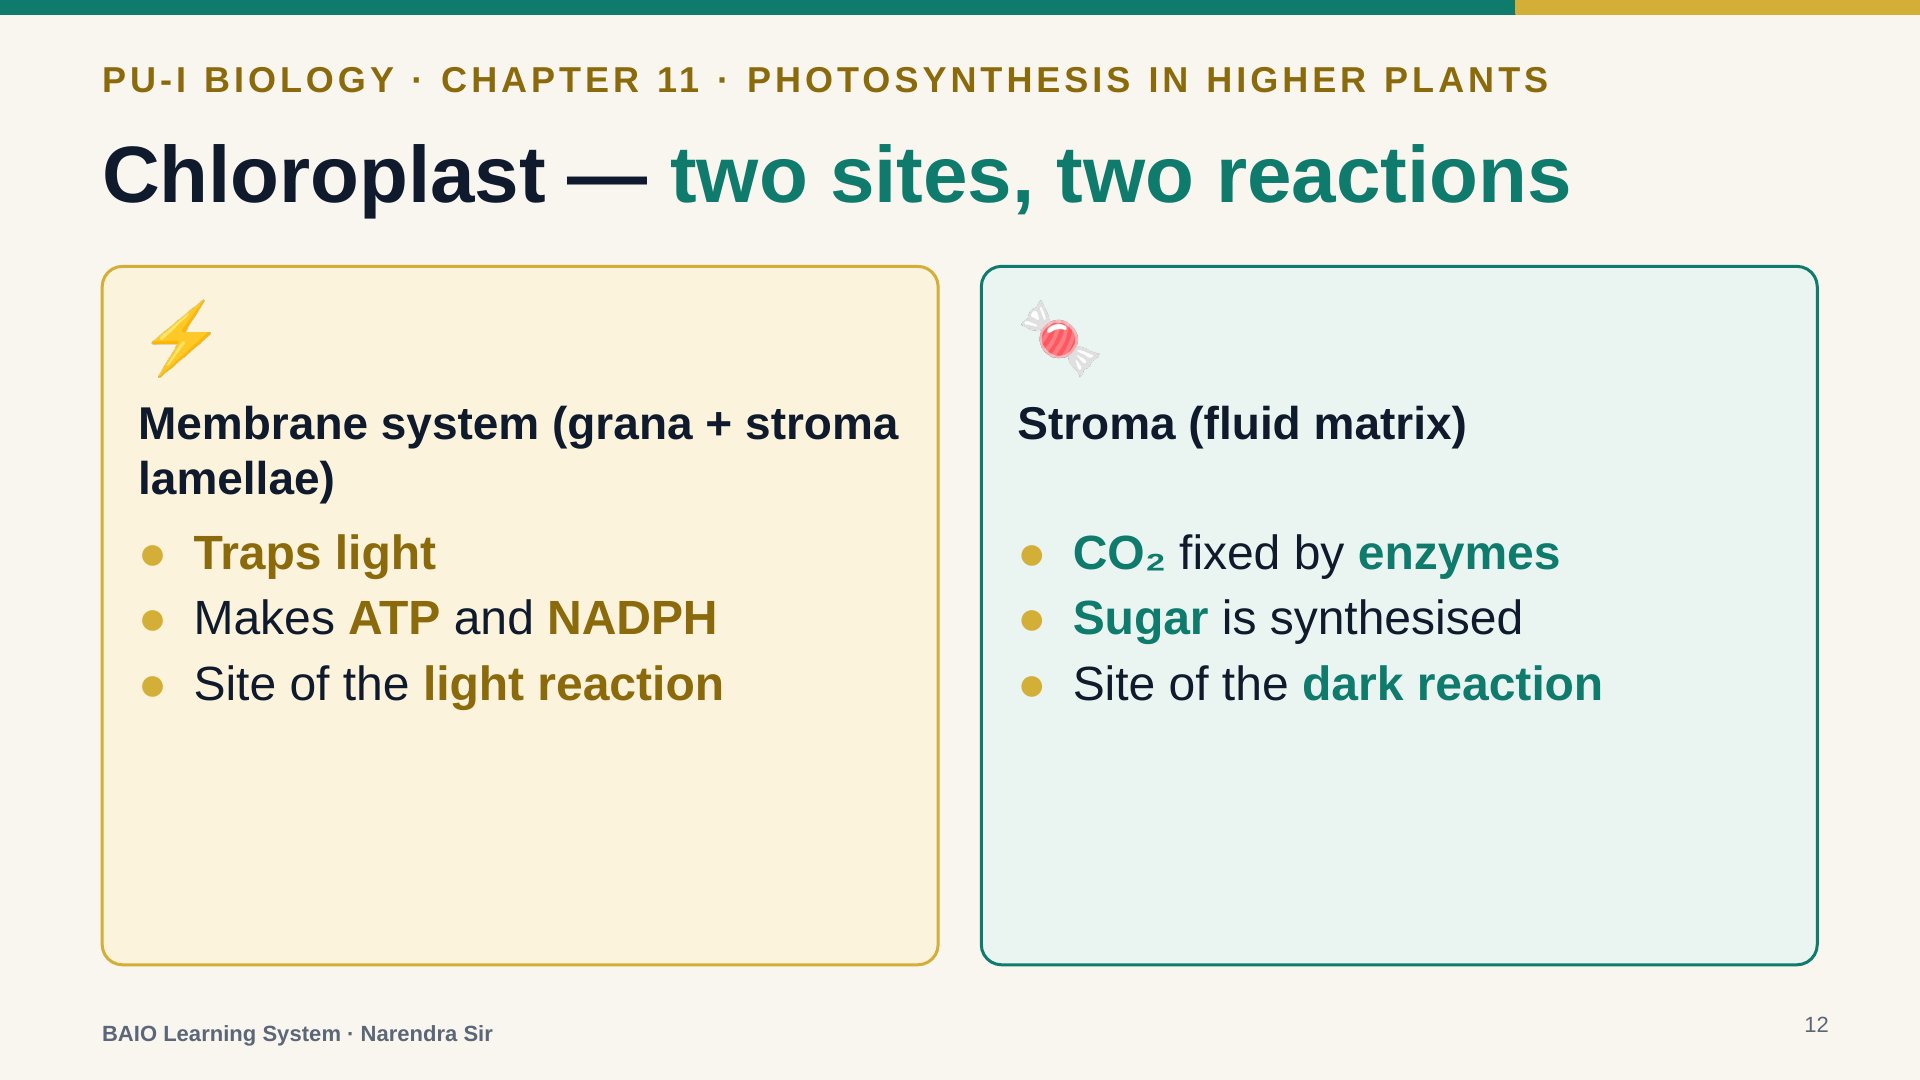 PU-I BIOLOGY · CHAPTER 11 · PHOTOSYNTHESIS IN HIGHER PLANTS
Chloroplast — two sites, two reactions
Membrane system (grana + stroma
lamellae)
● Traps light
● Makes ATP and NADPH
● Site of the light reaction
Stroma (fluid matrix)
● CO₂ fixed by enzymes
● Sugar is synthesised
● Site of the dark reaction
BAIO Learning System · Narendra Sir
12